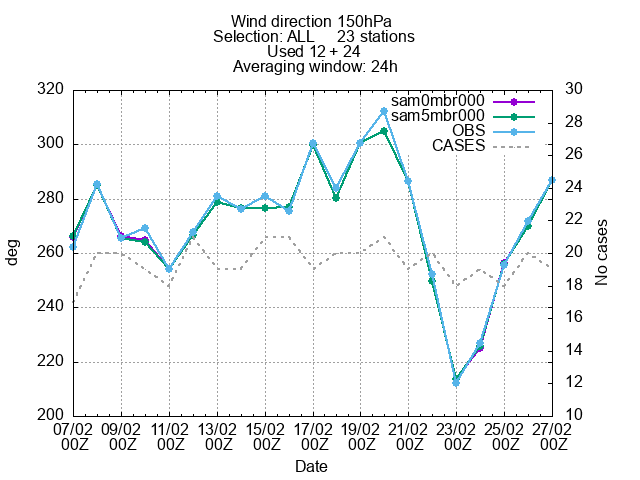 Wind direction 150hPa
Selection: ALL 23 stations
Used 12 + 24
Averaging window: 24h
sam0mbr000
sam5mbr000
OBS
CASES
320
300
280
260
240
220
200
deg
30
28
26
24
22
20
18
16
14
12
10
No cases
07/02 09/02 11/02 13/02 15/02 17/02 19/02 21/02 23/02 25/02 27/02
00Z 00Z 00Z 00Z 00Z 00Z 00Z 00Z 00Z 00Z 00Z
Date